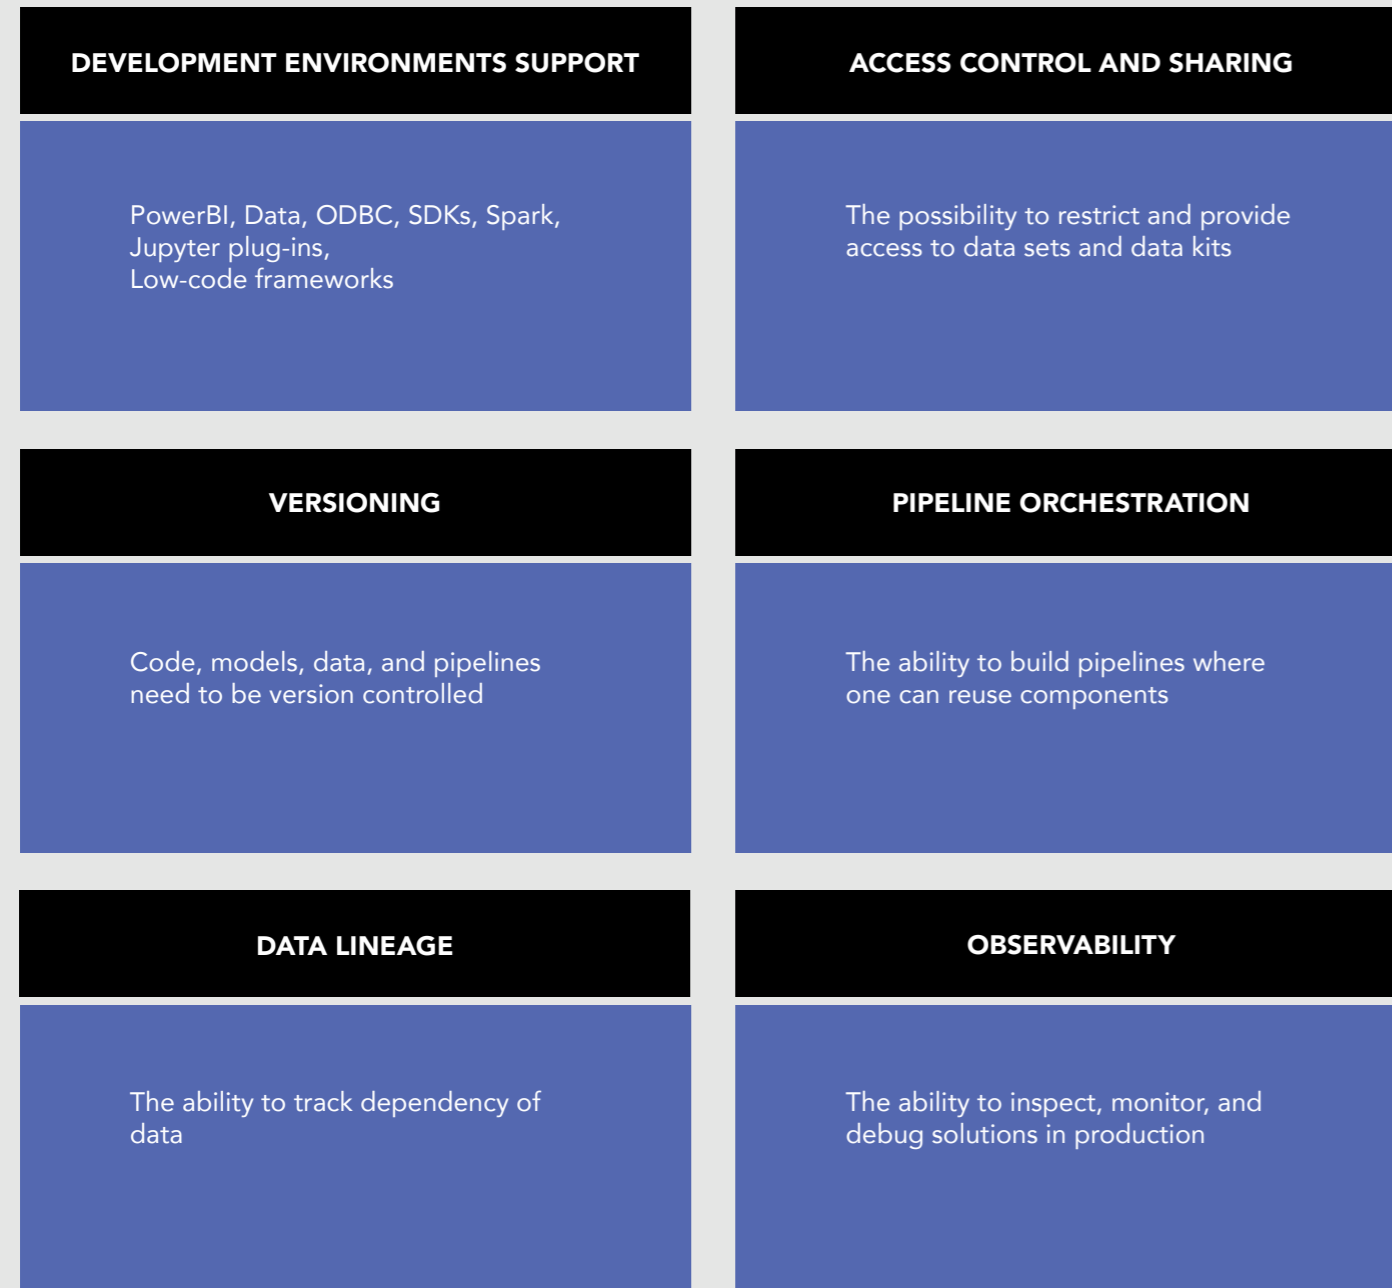 DEVELOPMENT ENVIRONMENTS SUPPORT
PowerBI, Data, ODBC, SDKs, Spark,
Jupyter plug-ins,
Low-code frameworks
ACCESS CONTROL AND SHARING
The possibility to restrict and provide
access to data sets and data kits
VERSIONING
Code, models, data, and pipelines
need to be version controlled
PIPELINE ORCHESTRATION
The ability to build pipelines where
one can reuse components
DATA LINEAGE
The ability to track dependency of
data
OBSERVABILITY
The ability to inspect, monitor, and
debug solutions in production